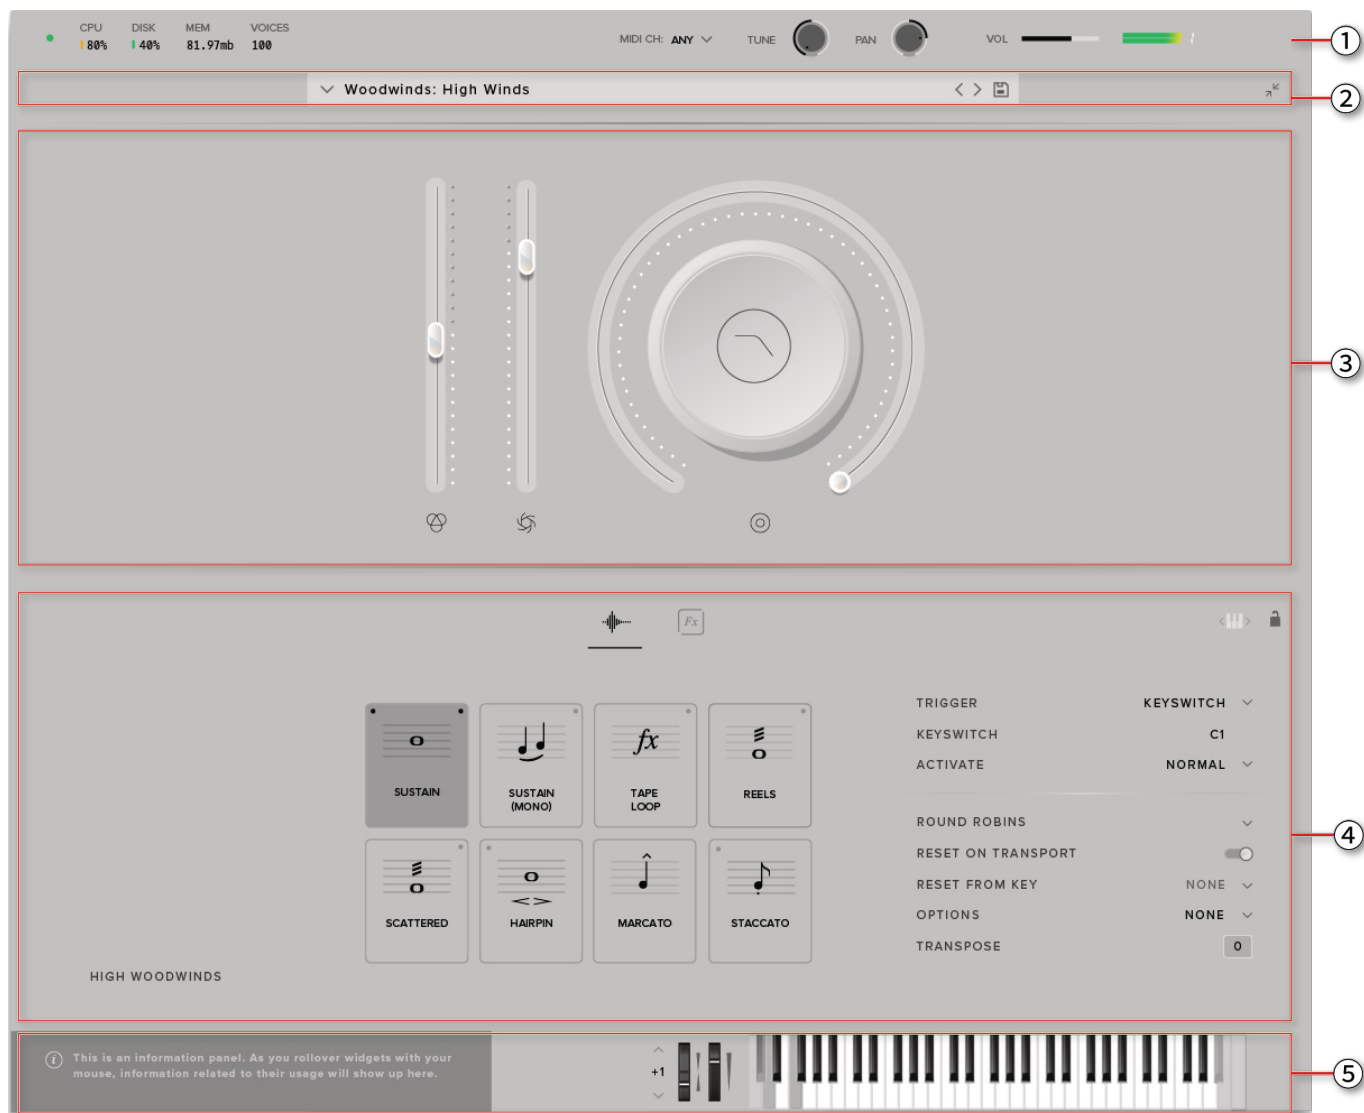 CPU DISK MEM VOICES
80% 40% 81.97mb 100
MIDI CH: ANY TUNE PAN VOL
1
Woodwinds: High Winds
2
3
Fx
SUSTAIN
SUSTAIN
(MONO)
fx
TAPE
LOOP
REELS
SCATTERED
HAIRPIN
MARCATO
STACCATO
TRIGGER KEYSWITCH
KEYSWITCH C1
ACTIVATE NORMAL
ROUND ROBINS
RESET ON TRANSPORT
RESET FROM KEY NONE
OPTIONS NONE
TRANSPOSE 0
4
HIGH WOODWINDS
i
This is an information panel. As you rollover widgets with your
mouse, information related to their usage will show up here.
+1
5